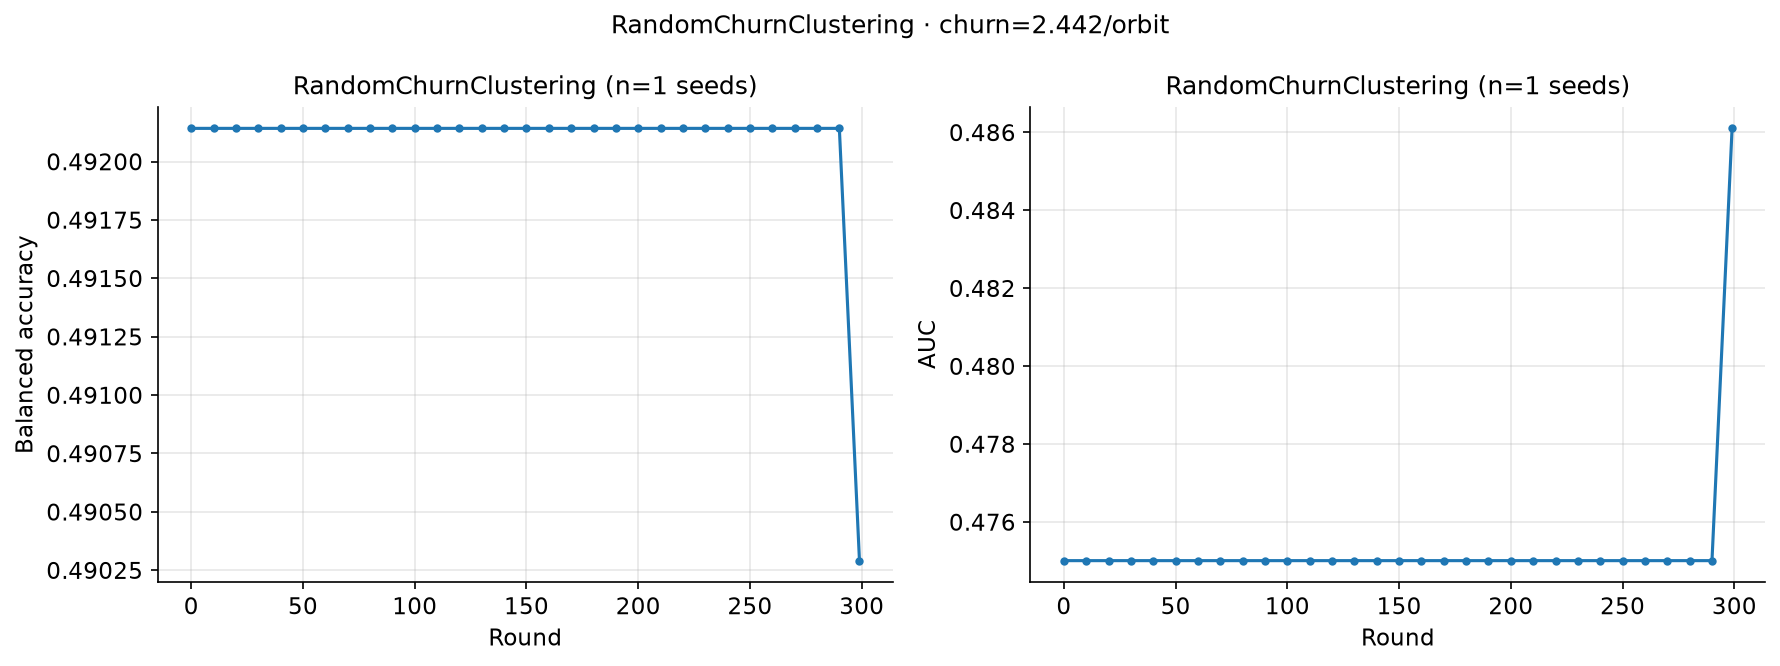 RandomChurnClustering · churn=2.442/orbit
RandomChurnClustering (n=1 seeds)
0.49200
0.49175
0.49150
0.49125
0.49100
0.49075
0.49050
0.49025
Balanced accuracy
0 50 100 150 200 250 300
Round
RandomChurnClustering (n=1 seeds)
0.486
0.484
0.482
0.480
0.478
0.476
AUC
0 50 100 150 200 250 300
Round